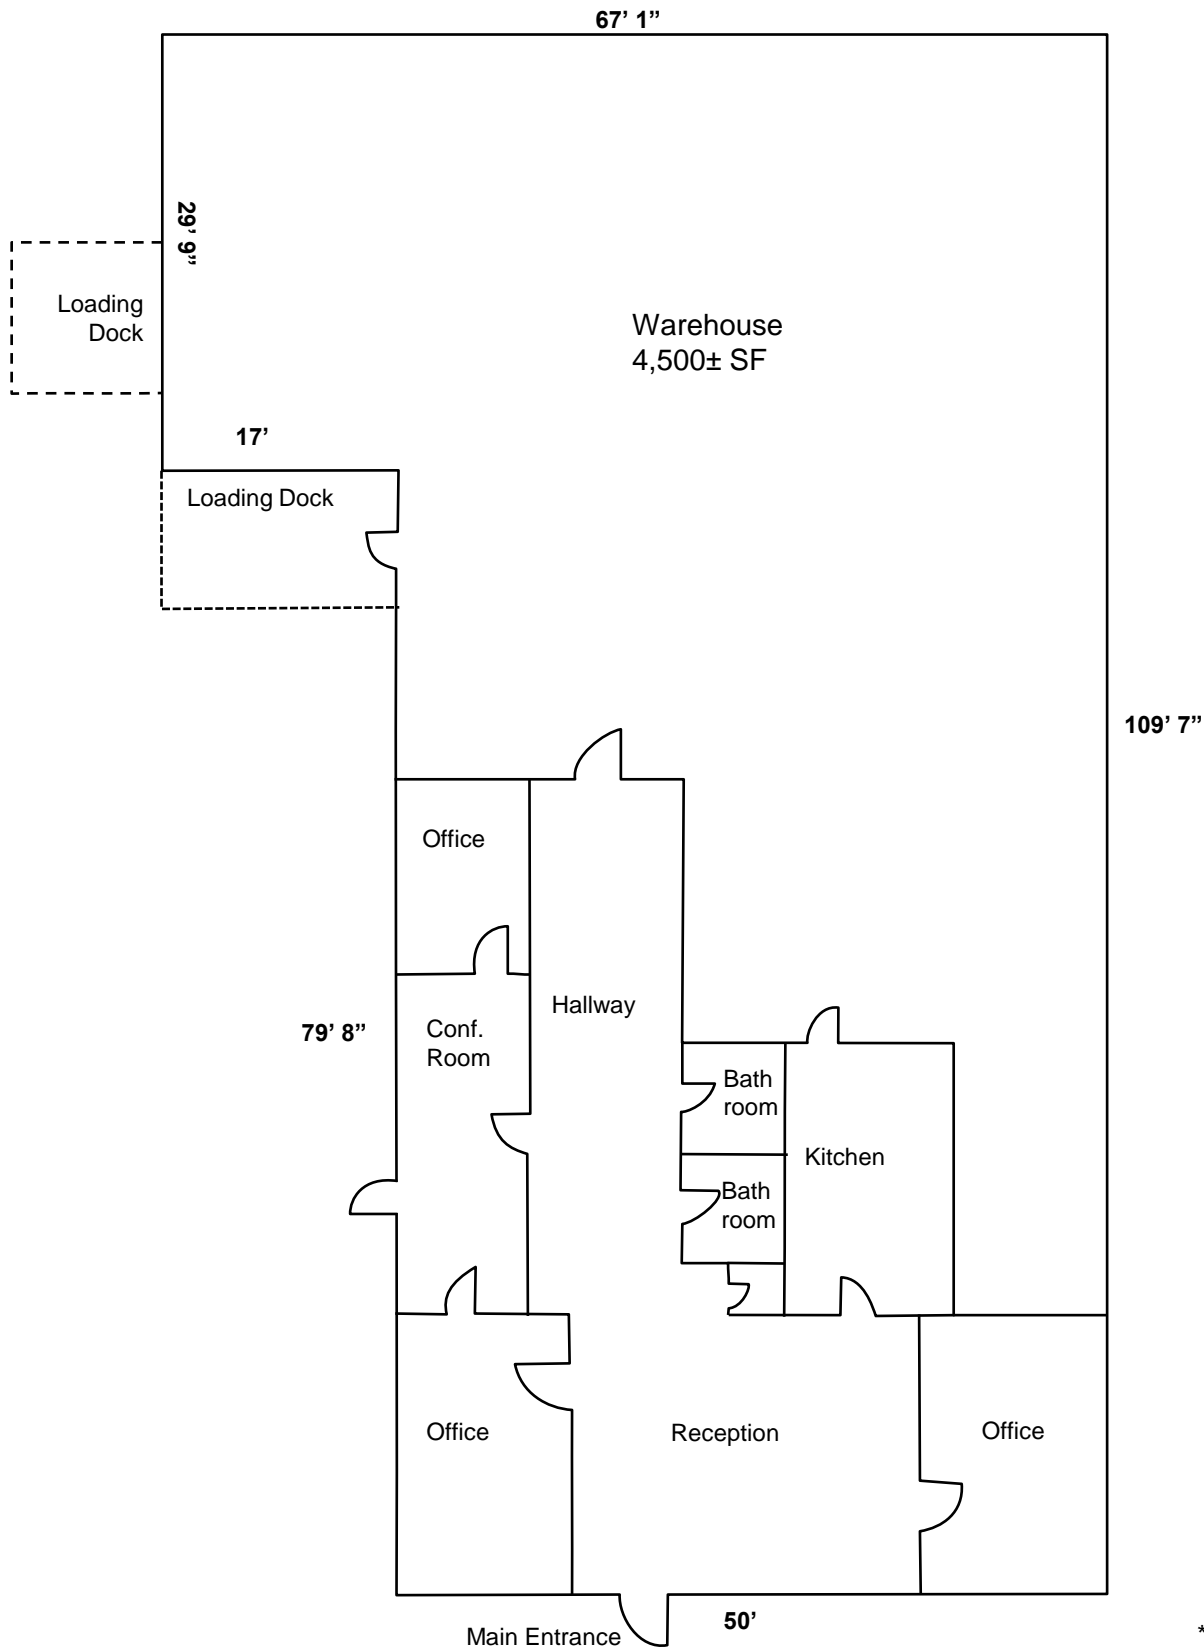 67’ 1”
29’ 9”
Loading
Dock
Warehouse
4,500± SF
17’
Loading Dock
109’ 7”
Office
Hallway
79’ 8”
Conf.
Room
Bath
room
Kitchen
Bath
room
Office
Reception
Office
50’
Main Entrance
*